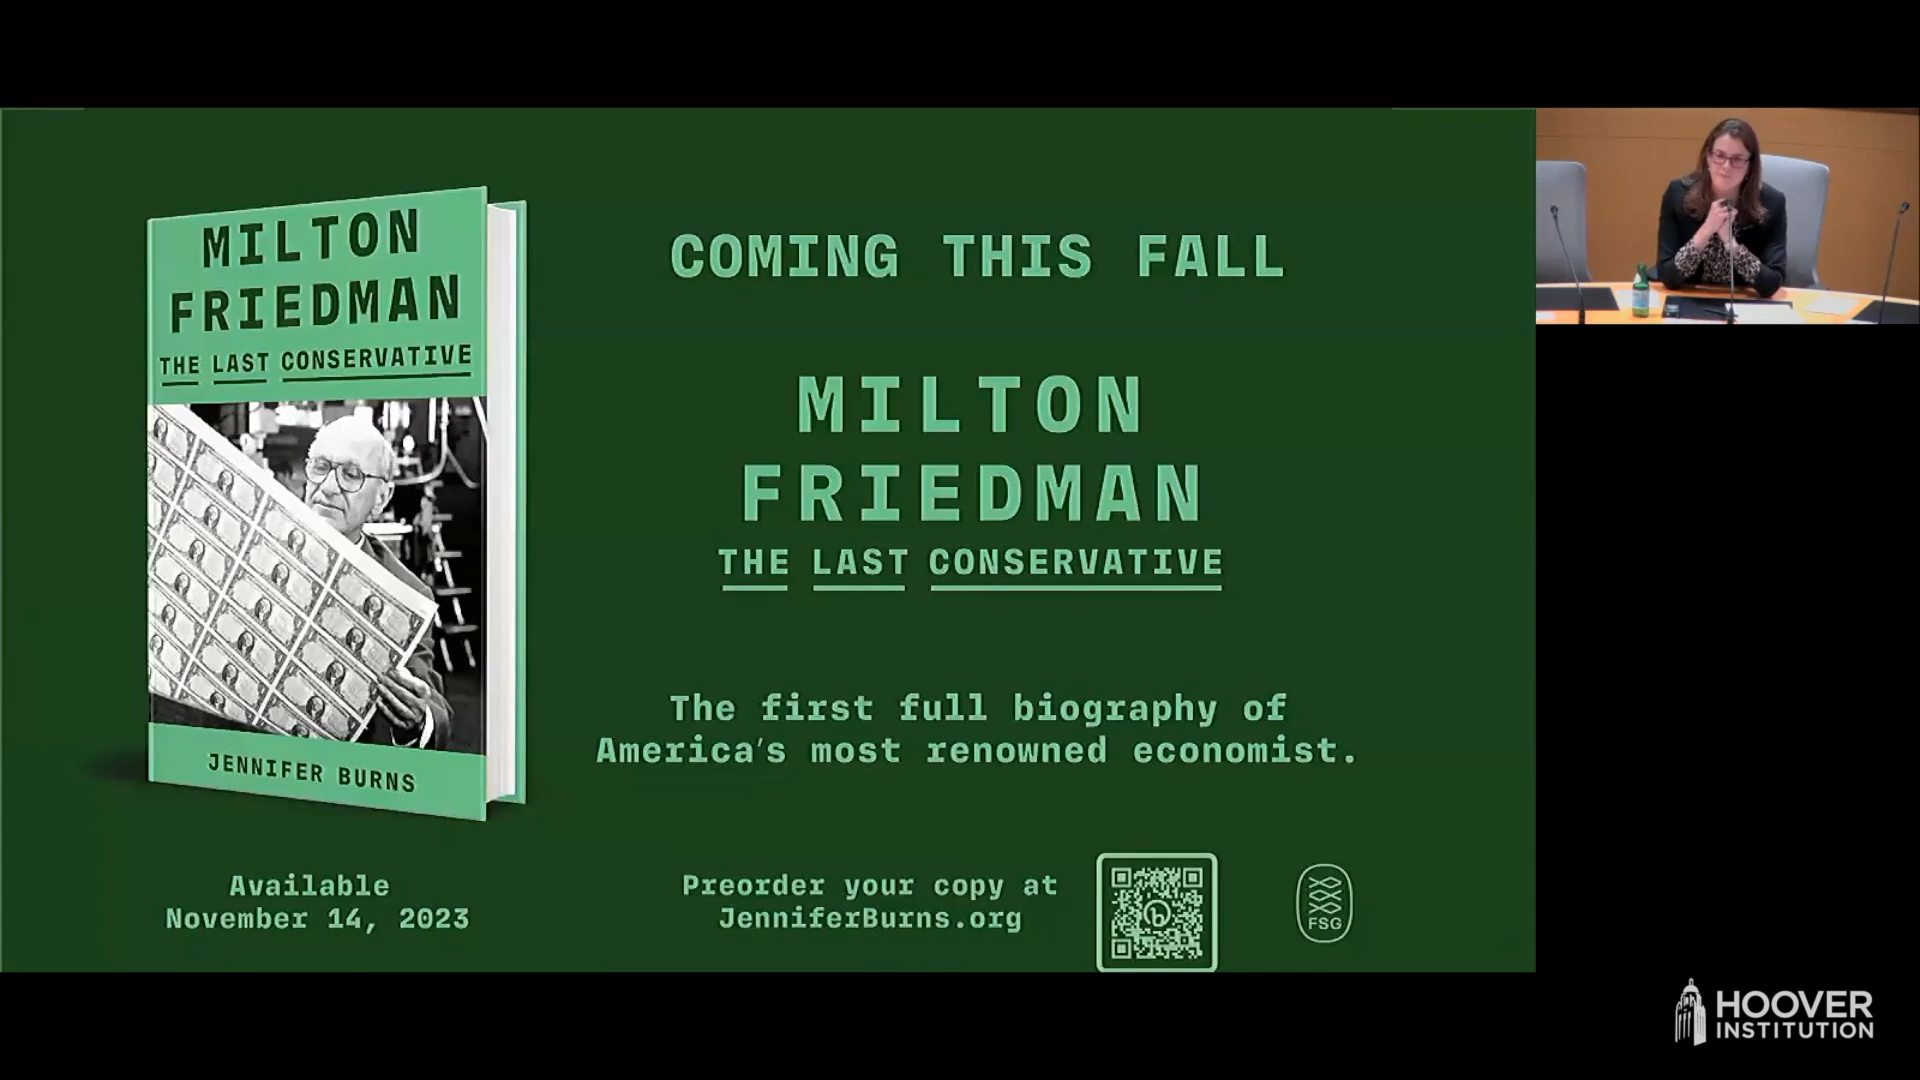 MILTON
FRIEDMAN
THE LAST CONSERVATIVE
JENNIFER BURNS
Available
November 14, 2023
COMING THIS FALL
MILTON
FRIEDMAN
THE LAST CONSERVATIVE
The first full biography of
America's most renowned economist.
Preorder your copy at
JenniferBurns.org
FSG
HOOVER
INSTITUTION